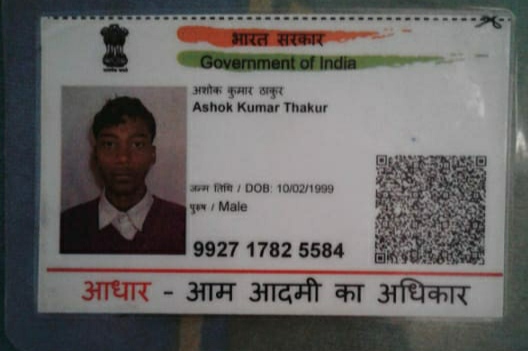 भारत सरकार
Government of India
अशोक कुमार ठाकुर
Ashok Kumar Thakur
जन्म तिथि / DOB: 10/02/1999
पुरुष / Male
9927 1782 5584
आधार - आम आदमी का अधिकार